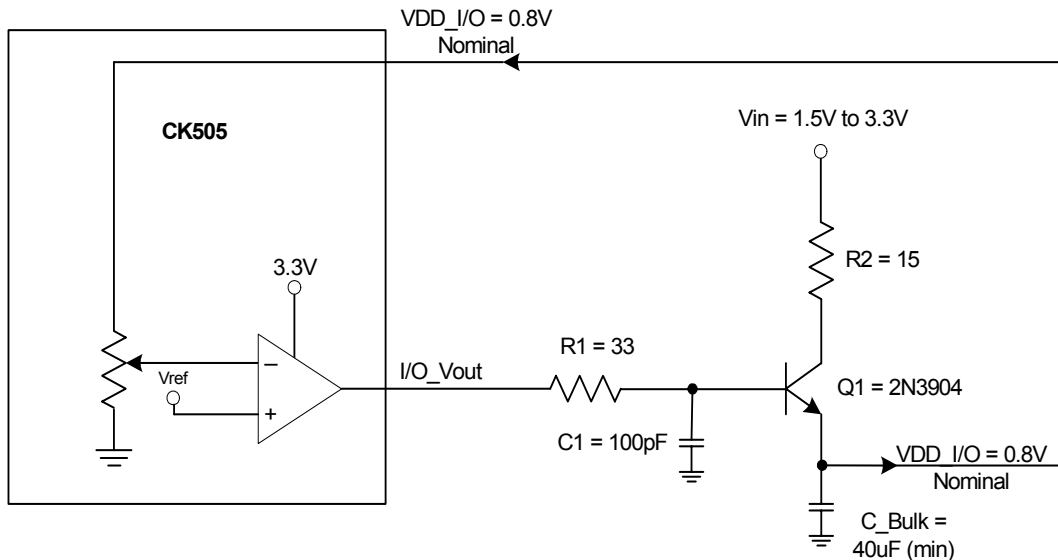 VDD_I/O = 0.8V
Nominal
CK505
Vin = 1.5V to 3.3V
R2 = 15
3.3V
R1 = 33
Vref
−
+
I/O_Vout
Q1 = 2N3904
C1 = 100pF
VDD_I/O = 0.8V
Nominal
C_Bulk =
40uF (min)